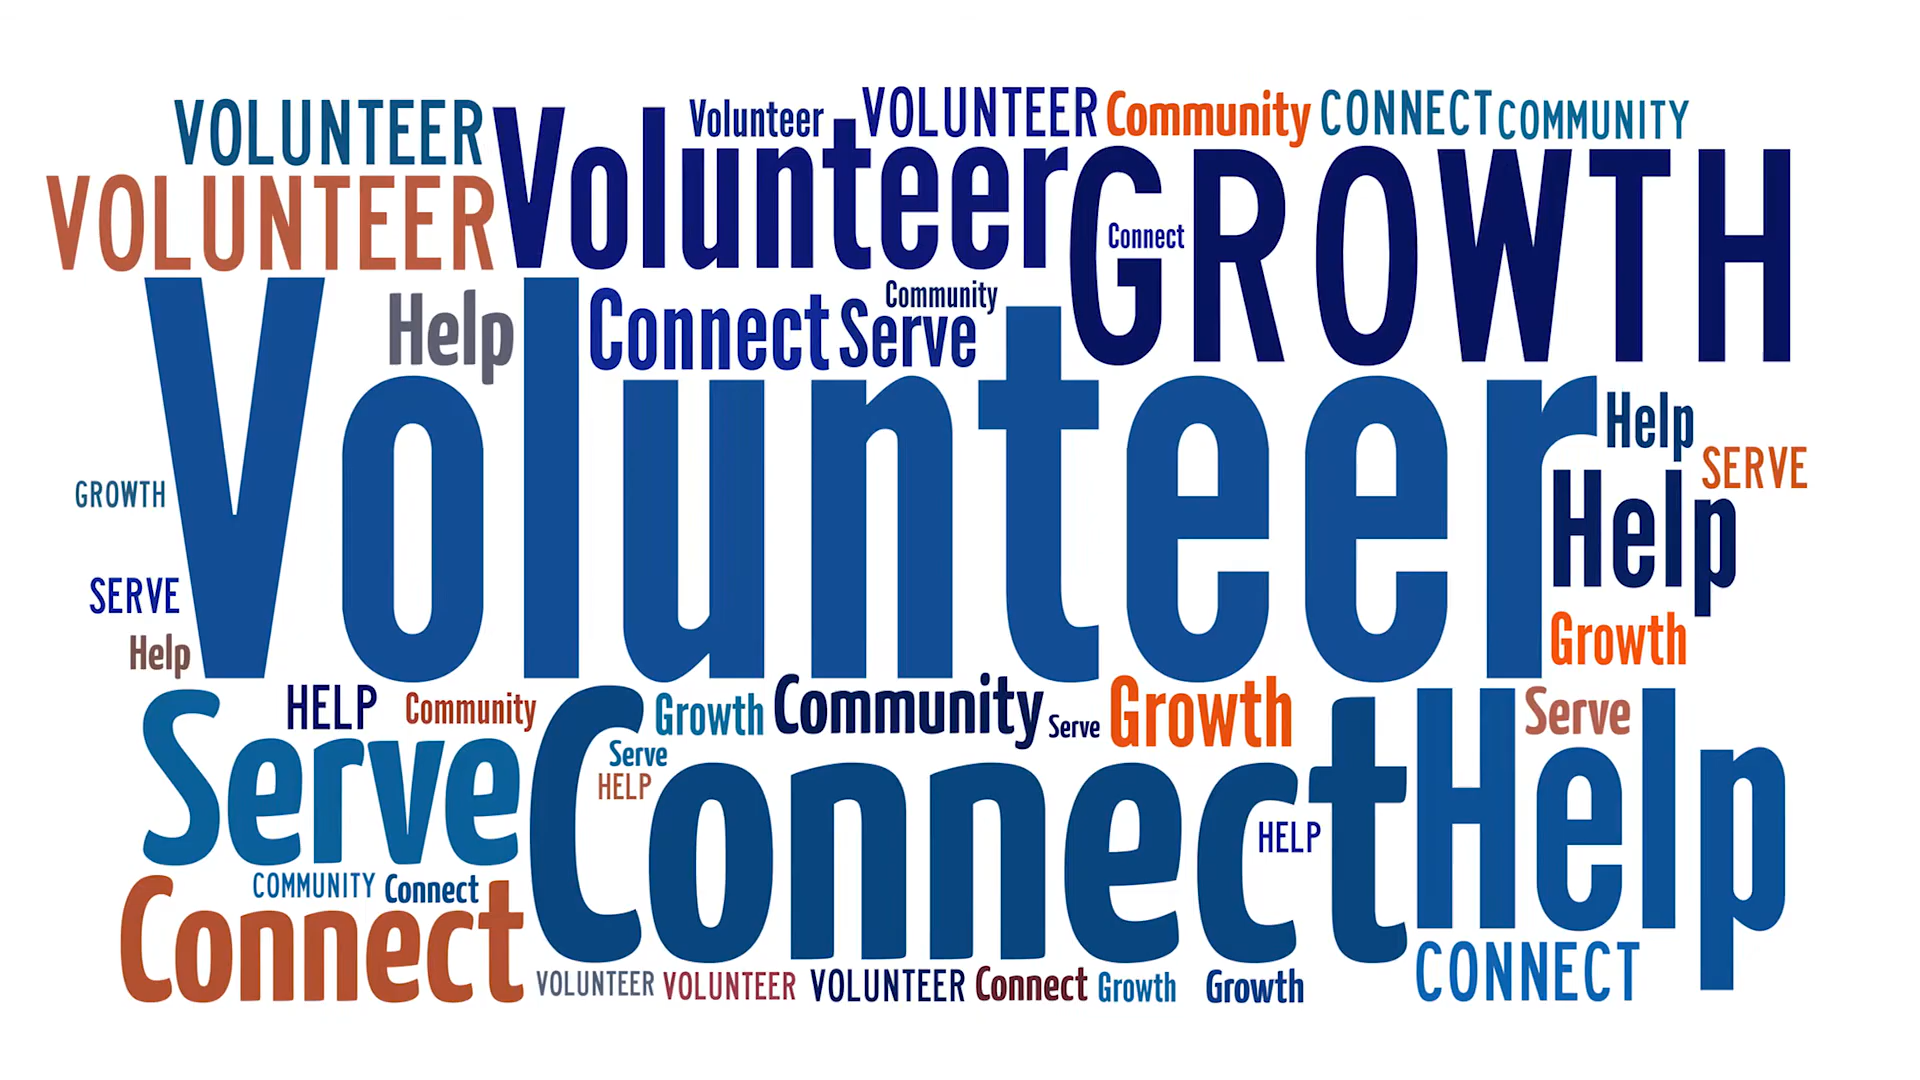 VOLUNTEER
Volunteer
Volunteer
VOLUNTEER
Community
CONNECT
COMMUNITY
VOLUNTEER
GROWTH
Connect
Help
Connect
Serve
Community
Volunteer
Help
SERVE
GROWTH
Help
SERVE
Growth
Help
HELP
Community
Growth
Community
Serve
Growth
Serve
Serve
Connect
Serve
HELP
Help
HELP
COMMUNITY
Connect
Connect
CONNECT
VOLUNTEER
VOLUNTEER
VOLUNTEER
Connect
Growth
Growth